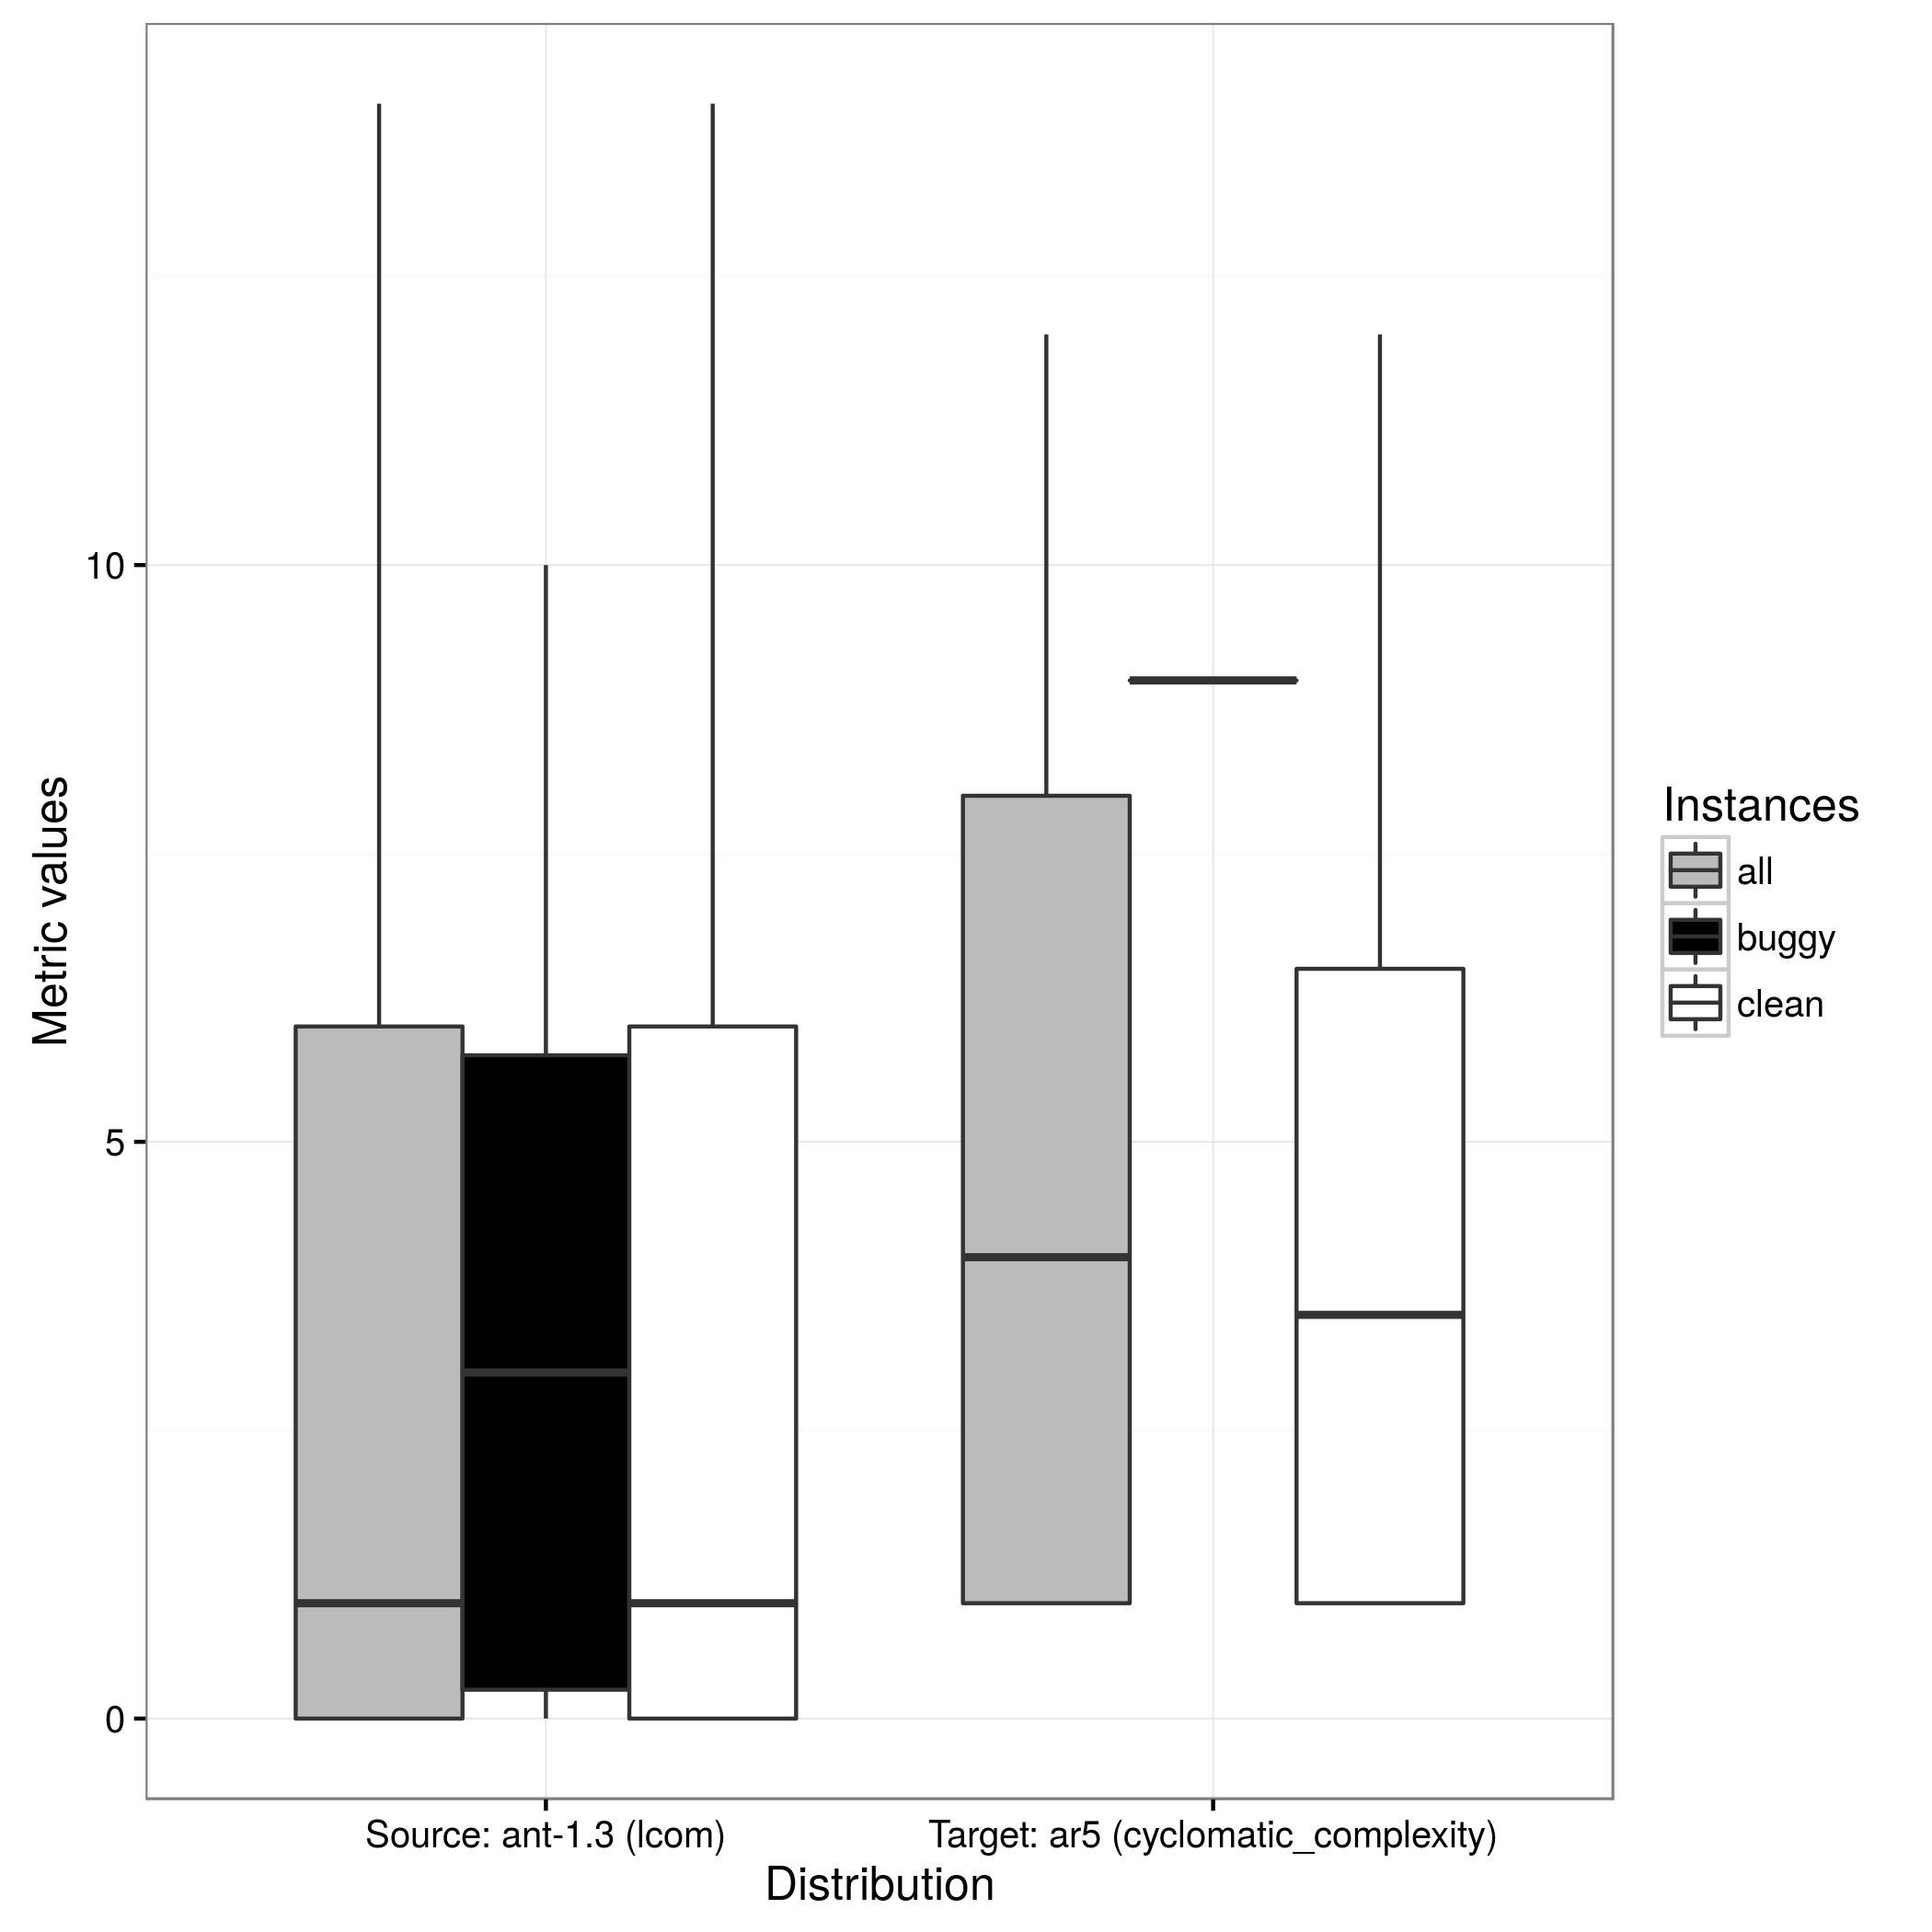 Metric values
10
5
0
Source: ant-1.3 (lcom)
Target: ar5 (cyclomatic_complexity)
Distribution
Instances
all
buggy
clean